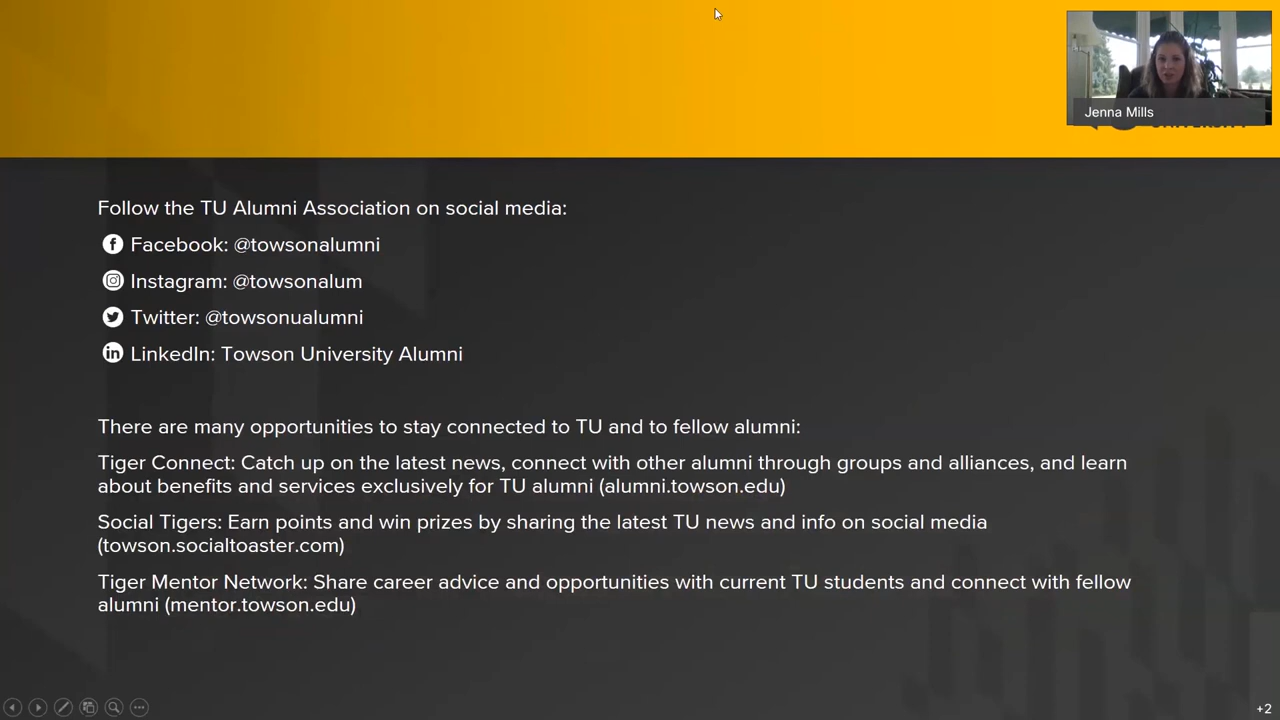 Jenna Mills
Follow the TU Alumni Association on social media:
Facebook: @towsonalumni
Instagram: @towsonalum
Twitter: @towsonualumni
LinkedIn: Towson University Alumni
There are many opportunities to stay connected to TU and to fellow alumni:
Tiger Connect: Catch up on the latest news, connect with other alumni through groups and alliances, and learn
about benefits and services exclusively for TU alumni (alumni.towson.edu)
Social Tigers: Earn points and win prizes by sharing the latest TU news and info on social media
(towson.socialtoaster.com)
Tiger Mentor Network: Share career advice and opportunities with current TU students and connect with fellow
alumni (mentor.towson.edu)
+2